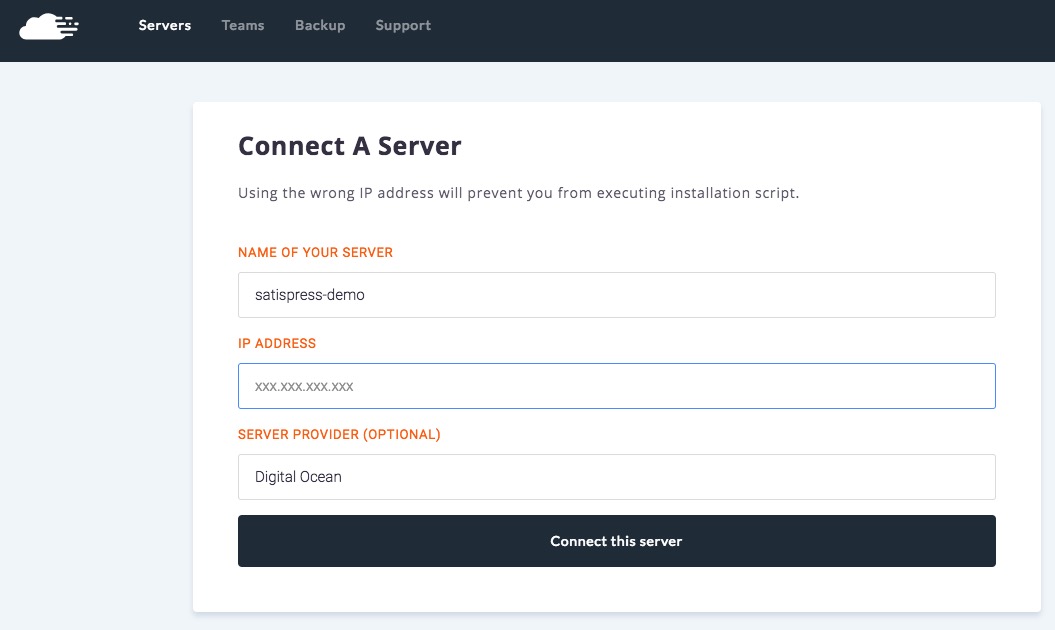 Servers Teams Backup Support
Connect A Server
Using the wrong IP address will prevent you from executing installation script.
NAME OF YOUR SERVER
satispress-demo
IP ADDRESS
xxx.xxx.xxx.xxx
SERVER PROVIDER (OPTIONAL)
Digital Ocean
Connect this server